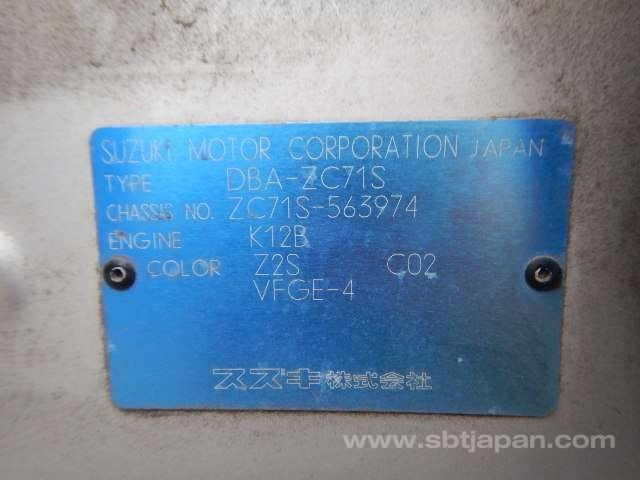 SUZUKI MOTOR CORPORATION JAPAN
TYPE DBA-ZC71S
CHASSIS NO. ZC71S-563974
ENGINE K12B
COLOR Z2S C02
VFGE-4
スズキ株式会社
www.sbtjapan.com